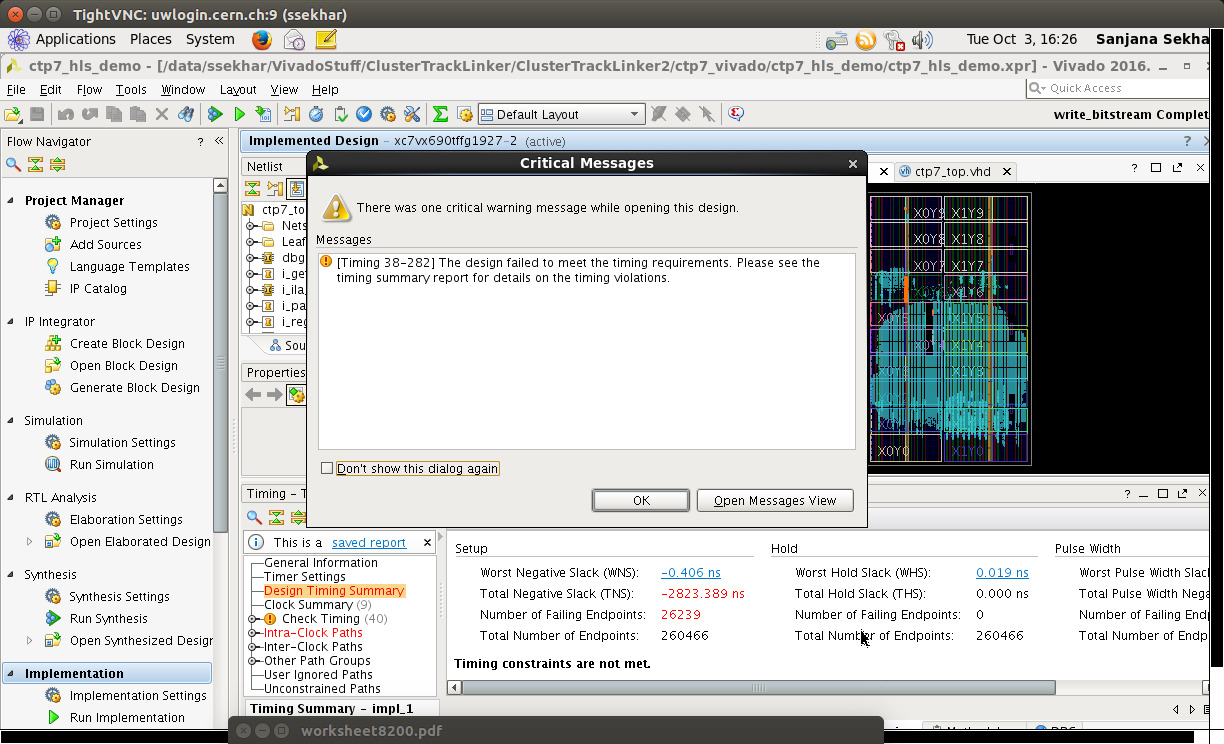 TightVNC: uwlogin.cern.ch:9 (ssekhar)
Applications Places System Tue Oct 3, 16:26 Sanjana Sekha
ctp7_hls_demo - [/data/ssekhar/VivadoStuff/ClusterTrackLinker/ClusterTrackLinker2/ctp7_vivado/ctp7_hls_demo/ctp7_hls_demo.xpr] - Vivado 2016.
File Edit Flow Tools Window Layout View Help Quick Access
Default Layout write_bitstream Complet
Flow Navigator
Project Manager
Project Settings
Add Sources
Language Templates
IP Catalog
IP Integrator
Create Block Design
Open Block Design
Generate Block Design
Simulation
Simulation Settings
Run Simulation
RTL Analysis
Elaboration Settings
Open Elaborated Design
Synthesis
Synthesis Settings
Run Synthesis
Open Synthesized Desigr
Implementation
Implementation Settings
Run Implementation
Implemented Design - xc7vx690tffg1927-2 (active)
Netlist
ctp7_to
Nets
Leaf
dbg
i_get
i_ila
i_pa
i_reg
Sou
Properties
ctp7_top.vhd
X0Y9 X1Y9
X0Y8 X1Y8
X0Y7 X1Y7
X1Y6
X0Y5 X1Y5
X1Y4
X0Y3 X1Y3
X0Y0 X1Y0
Critical Messages
There was one critical warning message while opening this design.
Messages
[Timing 38-282] The design failed to meet the timing requirements. Please see the
timing summary report for details on the timing violations.
Don't show this dialog again
OK Open Messages View
Timing - T
This is a saved report
General Information
Timer Settings
Design Timing Summary
Clock Summary (9)
Check Timing (40)
Intra-Clock Paths
Inter-Clock Paths
Other Path Groups
User Ignored Paths
Unconstrained Paths
Timing Summary - impl_1
Setup Hold Pulse Width
Worst Negative Slack (WNS): -0.406 ns Worst Hold Slack (WHS): 0.019 ns Worst Pulse Width Slack
Total Negative Slack (TNS): -2823.389 ns Total Hold Slack (THS): 0.000 ns Total Pulse Width Nega
Number of Failing Endpoints: 26239 Number of Failing Endpoints: 0 Number of Failing Endp
Total Number of Endpoints: 260466 Total Number of Endpoints: 260466 Total Number of Endp
Timing constraints are not met.
worksheet8200.pdf